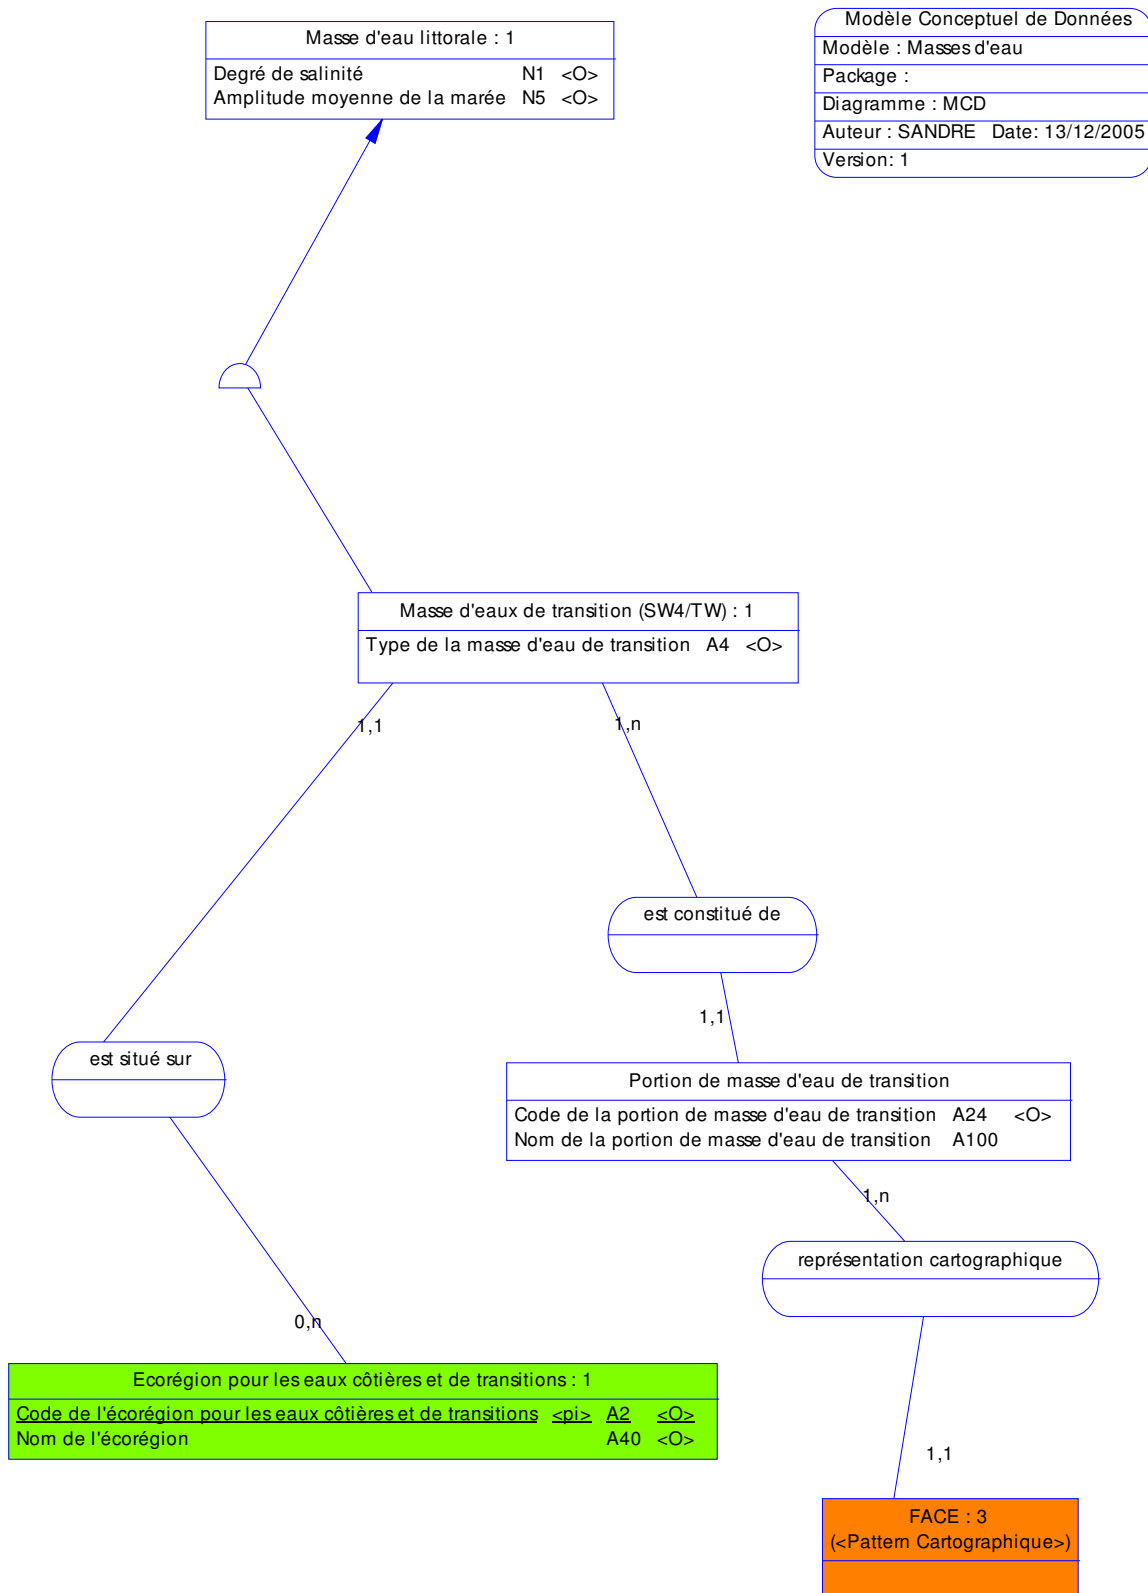 Modèle Conceptuel de Données
Modèle : Masses d'eau
Package :
Diagramme : MCD
Auteur : SANDRE Date: 13/12/2005
Version: 1
Masse d'eau littorale : 1
Degré de salinité N1 <O>
Amplitude moyenne de la marée N5 <O>
Masse d'eaux de transition (SW4/TW) : 1
Type de la masse d'eau de transition A4 <O>
1,1
1,n
est constitué de
1,1
est situé sur
Portion de masse d'eau de transition
Code de la portion de masse d'eau de transition A24 <O>
Nom de la portion de masse d'eau de transition A100
1,n
représentation cartographique
0,n
Ecorégion pour les eaux côtières et de transitions : 1
Code de l'écorégion pour les eaux côtières et de transitions <pi> A2 <O>
Nom de l'écorégion A40 <O>
1,1
FACE : 3
(<Pattern Cartographique>)